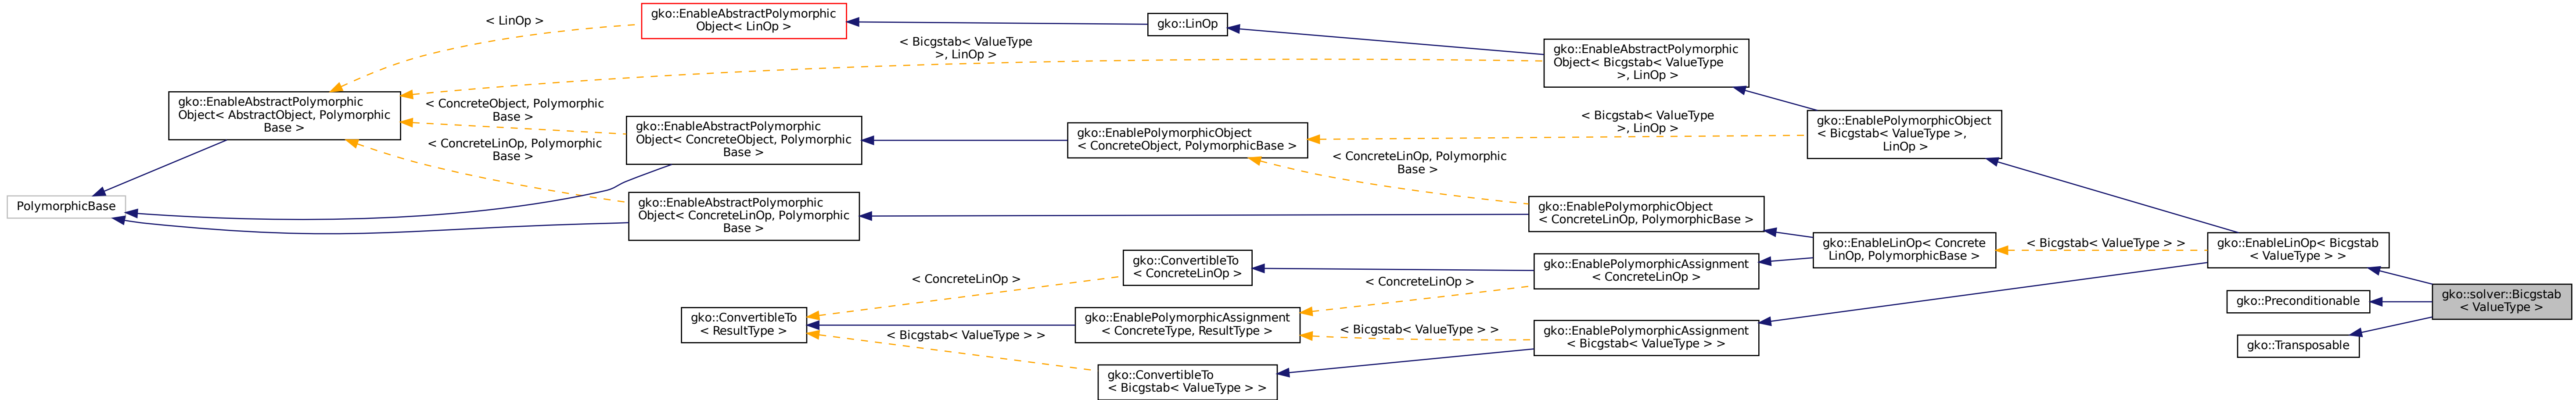 PolymorphicBase
gko::EnableAbstractPolymorphic
Object< AbstractObject, Polymorphic
Base >
< LinOp >
< Bicgstab< ValueType
>, LinOp >
< ConcreteObject, Polymorphic
Base >
< ConcreteLinOp, Polymorphic
Base >
gko::EnableAbstractPolymorphic
Object< LinOp >
gko::EnableAbstractPolymorphic
Object< ConcreteObject, Polymorphic
Base >
gko::EnableAbstractPolymorphic
Object< ConcreteLinOp, Polymorphic
Base >
gko::ConvertibleTo
< ResultType >
< ConcreteLinOp >
< Bicgstab< ValueType > >
gko::LinOp
gko::EnablePolymorphicObject
< ConcreteObject, PolymorphicBase >
gko::ConvertibleTo
< ConcreteLinOp >
gko::EnablePolymorphicAssignment
< ConcreteType, ResultType >
gko::ConvertibleTo
< Bicgstab< ValueType > >
< Bicgstab< ValueType
>, LinOp >
< ConcreteLinOp, Polymorphic
Base >
< ConcreteLinOp >
< Bicgstab< ValueType > >
gko::EnableAbstractPolymorphic
Object< Bicgstab< ValueType
>, LinOp >
gko::EnablePolymorphicObject
< ConcreteLinOp, PolymorphicBase >
gko::EnablePolymorphicAssignment
< ConcreteLinOp >
gko::EnablePolymorphicAssignment
< Bicgstab< ValueType > >
gko::EnablePolymorphicObject
< Bicgstab< ValueType >,
LinOp >
gko::EnableLinOp< Concrete
LinOp, PolymorphicBase >
< Bicgstab< ValueType > >
gko::EnableLinOp< Bicgstab
< ValueType > >
gko::Preconditionable
gko::Transposable
gko::solver::Bicgstab
< ValueType >